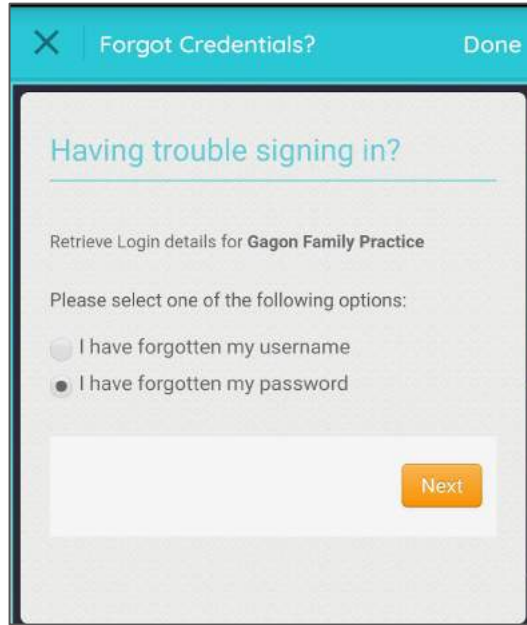 Forgot Credentials?
Done
Having trouble signing in?
Retrieve Login details for Gagon Family Practice
Please select one of the following options:
I have forgotten my username
I have forgotten my password
Next